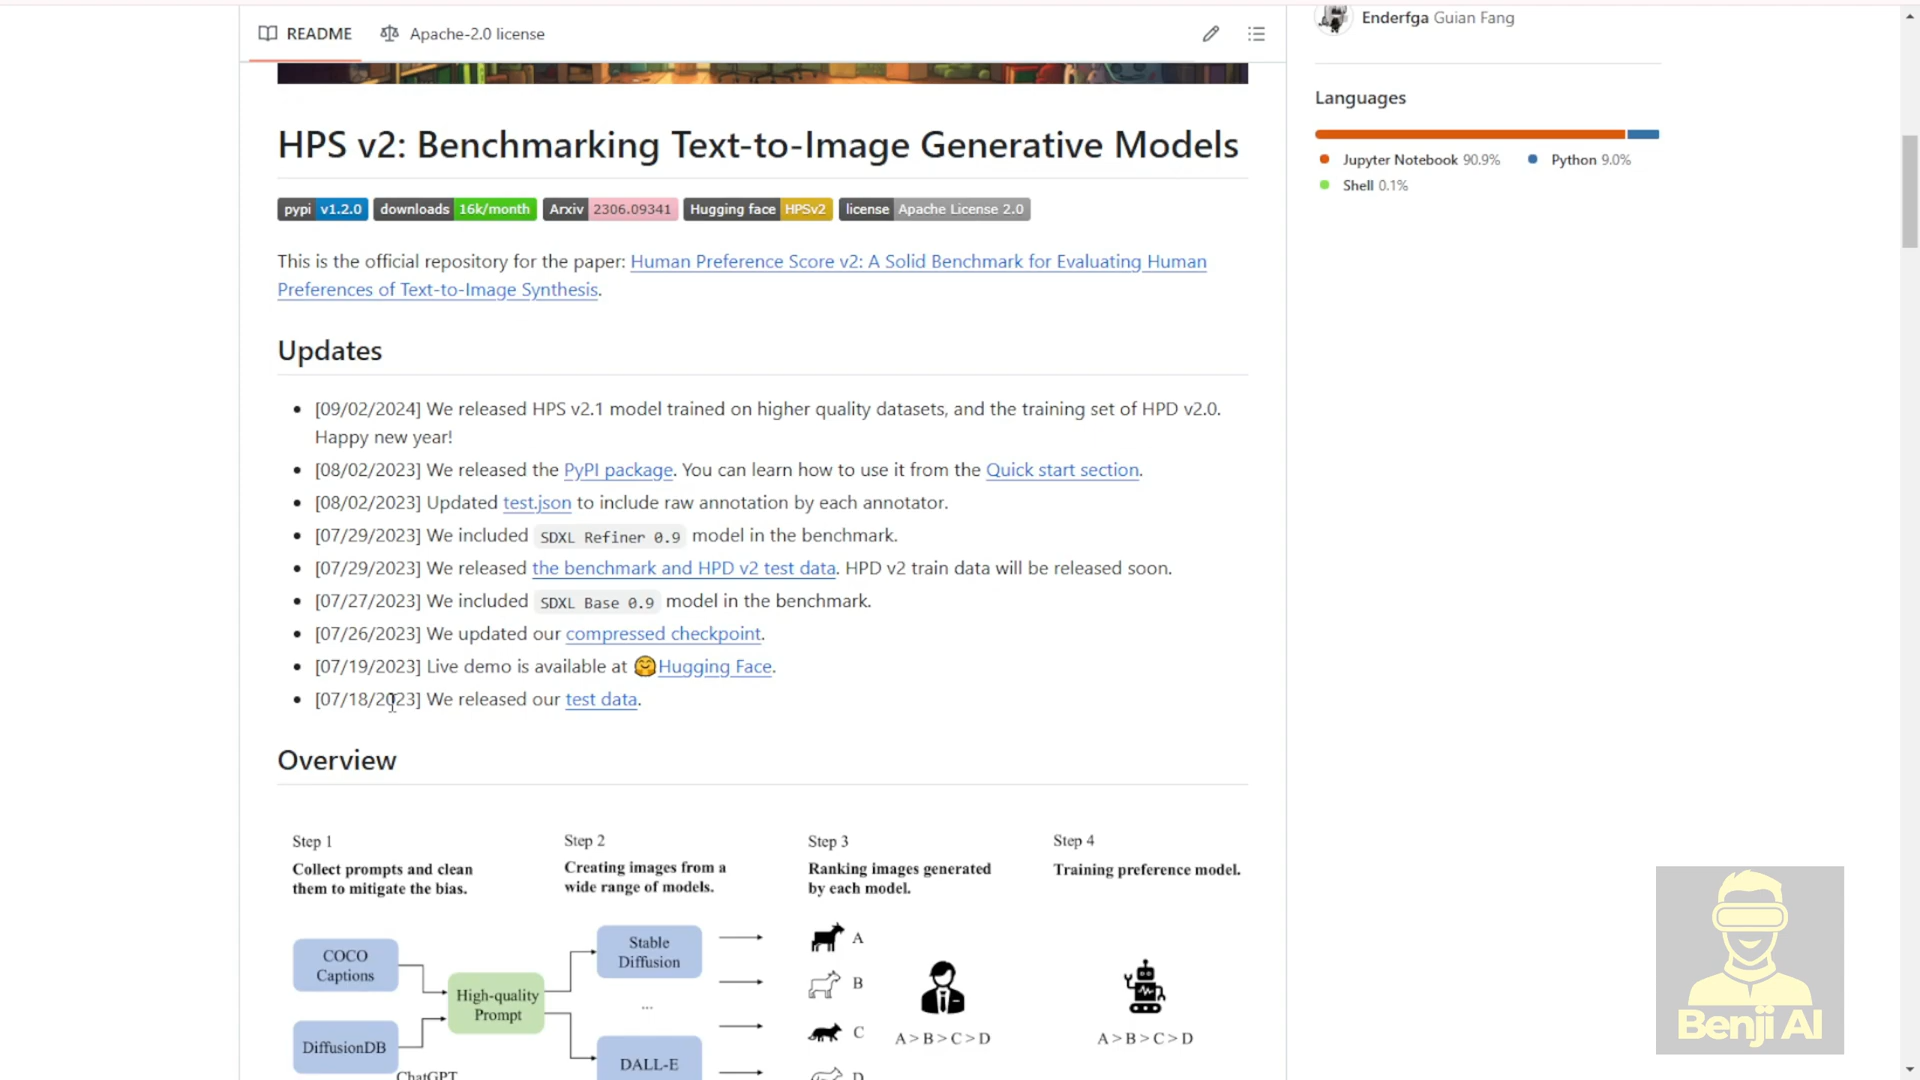 README
Apache-2.0 license
Enderfga Guian Fang
Languages
Jupyter Notebook 90.9%
Python 9.0%
Shell 0.1%
HPS v2: Benchmarking Text-to-Image Generative Models
pypi v1.2.0 downloads 16k/month Arxiv 2306.09341 Hugging face HPSv2 license Apache License 2.0
This is the official repository for the paper: Human Preference Score v2: A Solid Benchmark for Evaluating Human
Preferences of Text-to-Image Synthesis.
Updates
[09/02/2024] We released HPS v2.1 model trained on higher quality datasets, and the training set of HPD v2.0.
Happy new year!
[08/02/2023] We released the PyPI package. You can learn how to use it from the Quick start section.
[08/02/2023] Updated test.json to include raw annotation by each annotator.
[07/29/2023] We included SDXL Refiner 0.9 model in the benchmark.
[07/29/2023] We released the benchmark and HPD v2 test data. HPD v2 train data will be released soon.
[07/27/2023] We included SDXL Base 0.9 model in the benchmark.
[07/26/2023] We updated our compressed checkpoint.
[07/19/2023] Live demo is available at 🤗Hugging Face.
[07/18/2023] We released our test data.
Overview
Step 1
Collect prompts and clean
them to mitigate the bias.
Step 2
Creating images from a
wide range of models.
Step 3
Ranking images generated
by each model.
Step 4
Training preference model.
COCO
Captions
DiffusionDB
High-quality
Prompt
ChatGPT
Stable
Diffusion
...
DALL-E
A
B
C
D
A > B > C > D
A > B > C > D
Benji AI